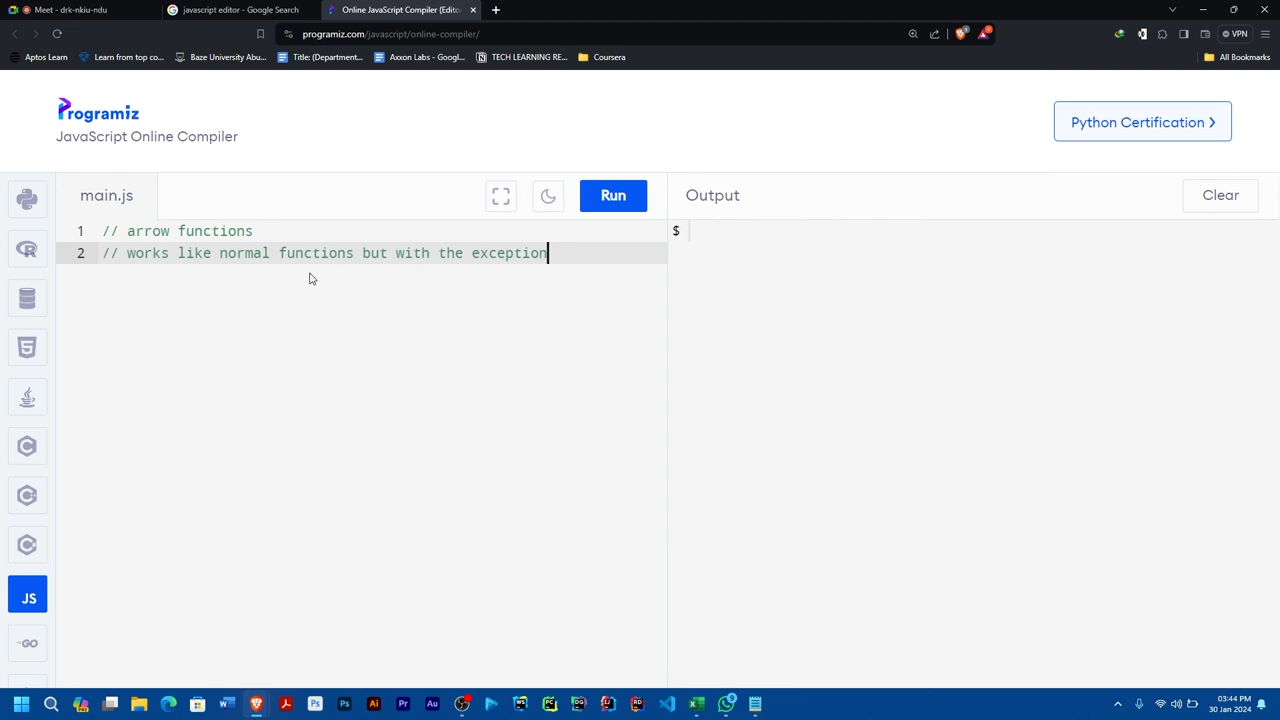 Meet - drk-nkiu-ndu
javascript editor - Google Search
Online JavaScript Compiler (Editor
programiz.com/javascript/online-compiler/
VPN
Aptos Learn
Learn from top co...
Baze University Abu...
Title: (Department...
Axxon Labs - Googl...
TECH LEARNING RE...
Coursera
All Bookmarks
Programiz
JavaScript Online Compiler
Python Certification
main.js
Run
Output
Clear
1 // arrow functions
2 // works like normal functions but with the exception
$
JS
GO
03:44 PM
30 Jan 2024